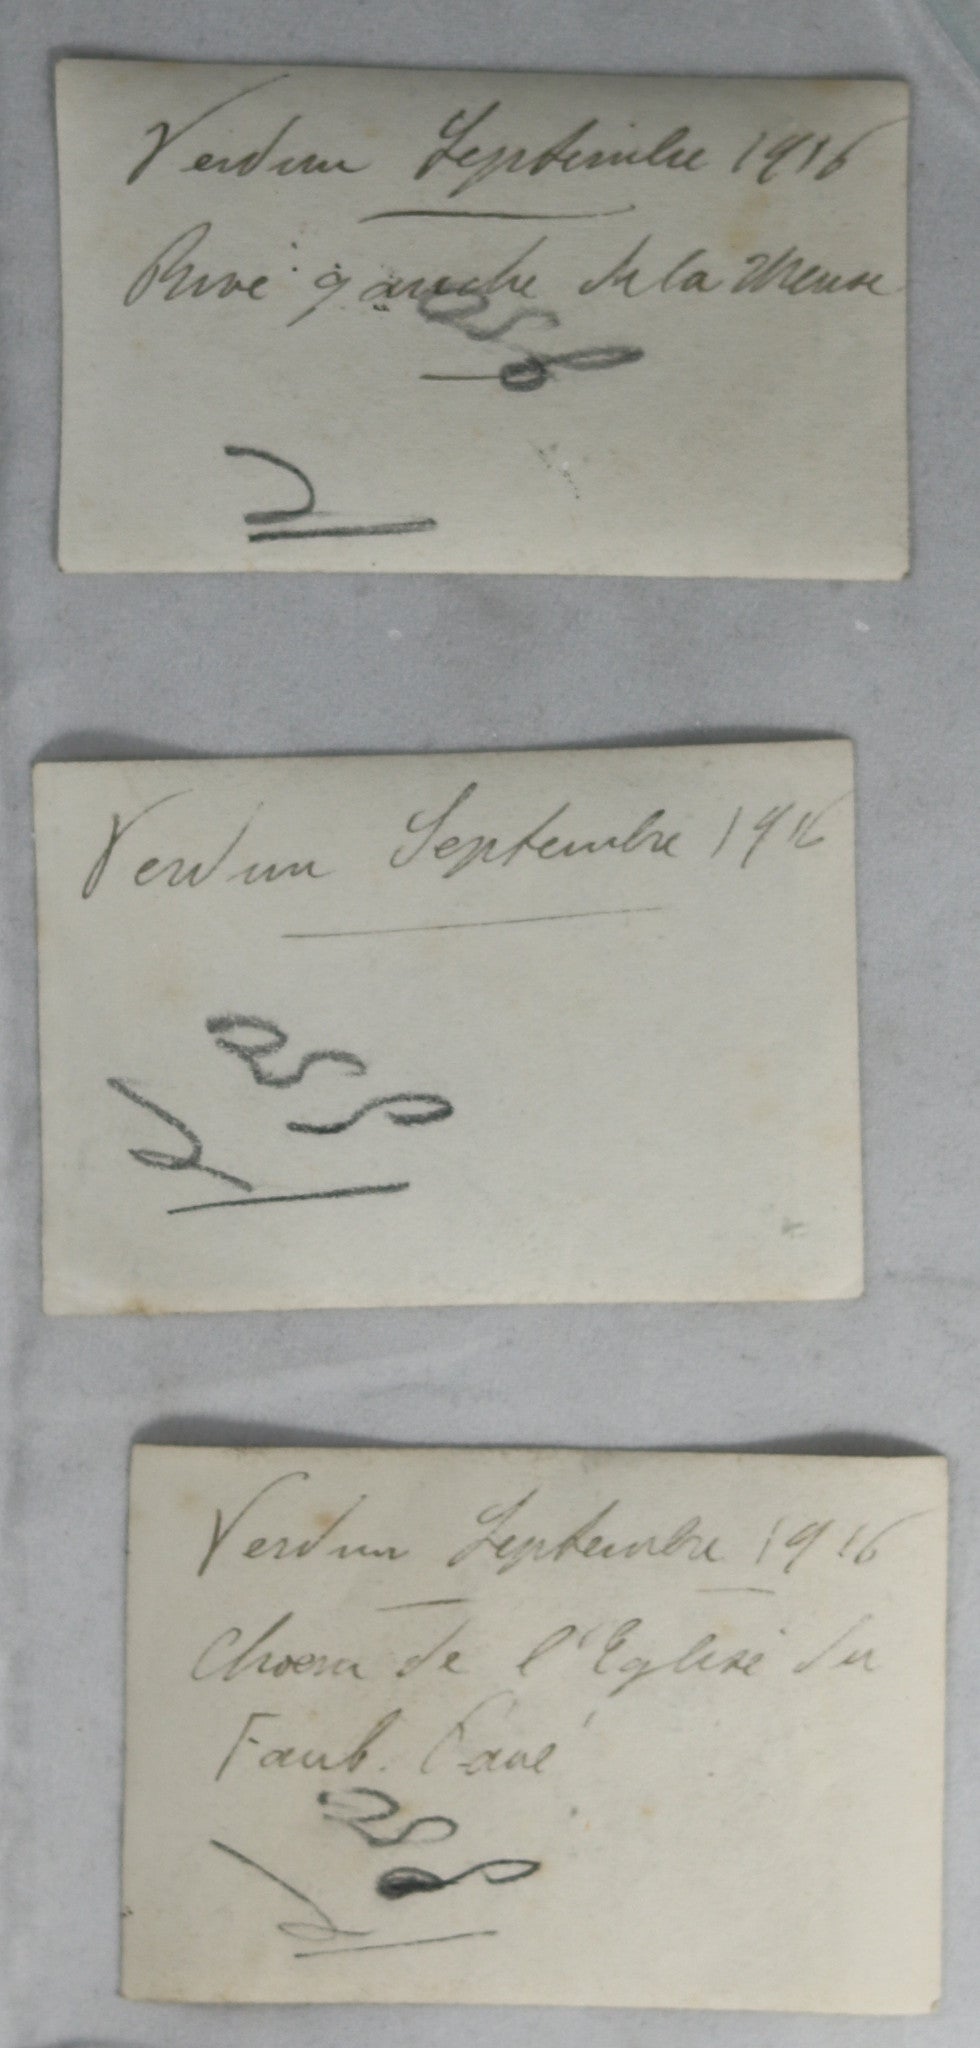 Verdun Septembre 1916
Rive gauche de la Meuse
Verdun Septembre 1916
Verdun Septembre 1916
Choeur de l'Eglise du
Faub. Pavé